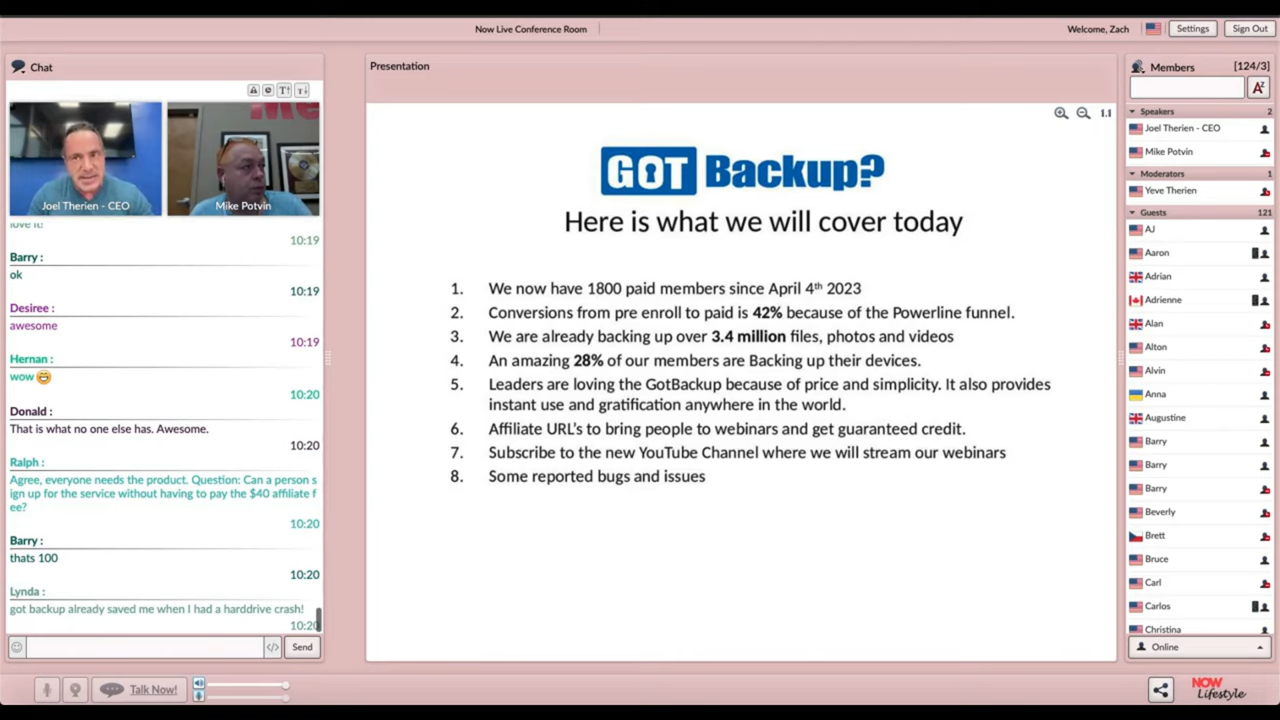 Now Live Conference Room
Welcome, Zach
Settings
Sign Out
Chat
Joel Therien - CEO
Mike Potvin
love it!
10:19
Barry:
ok
10:19
Desiree :
awesome
10:19
Hernan :
wow
10:20
Donald :
That is what no one else has. Awesome.
10:20
Ralph :
Agree, everyone needs the product. Question: Can a person s
ign up for the service without having to pay the $40 affiliate f
ee?
10:20
Barry :
thats 100
10:20
Lynda :
got backup already saved me when I had a harddrive crash!
10:20
Send
Talk Now!
Presentation
1.1
GOT Backup?
Here is what we will cover today
1. We now have 1800 paid members since April 4th 2023
2. Conversions from pre enroll to paid is 42% because of the Powerline funnel.
3. We are already backing up over 3.4 million files, photos and videos
4. An amazing 28% of our members are Backing up their devices.
5. Leaders are loving the GotBackup because of price and simplicity. It also provides
instant use and gratification anywhere in the world.
6. Affiliate URL's to bring people to webinars and get guaranteed credit.
7. Subscribe to the new YouTube Channel where we will stream our webinars
8. Some reported bugs and issues
Members [124/3]
Speakers 2
Joel Therien - CEO
Mike Potvin
Moderators 1
Yeve Therien
Guests 121
AJ
Aaron
Adrian
Adrienne
Alan
Alton
Alvin
Anna
Augustine
Barry
Barry
Barry
Beverly
Brett
Bruce
Carl
Carlos
Christina
Online
NOW
Lifestyle